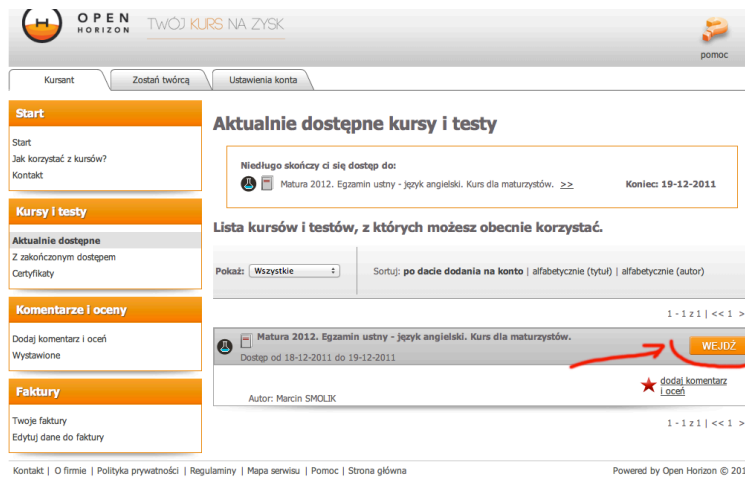 OPEN
HORIZON
TWÓJ KURS NA ZYSK
pomoc
Kursant
Zostań twórcą
Ustawienia konta
Start
Start
Jak korzystać z kursów?
Kontakt
Kursy i testy
Aktualnie dostępne
Z zakończonym dostępem
Certyfikaty
Komentarze i oceny
Dodaj komentarz i oceń
Wystawione
Faktury
Twoje faktury
Edytuj dane do faktury
Aktualnie dostępne kursy i testy
Niedługo skończy ci się dostęp do:
Matura 2012. Egzamin ustny - język angielski. Kurs dla maturzystów. >> Koniec: 19-12-2011
Lista kursów i testów, z których możesz obecnie korzystać.
Pokaż: Wszystkie Sortuj: po dacie dodania na konto | alfabetycznie (tytuł) | alfabetycznie (autor)
1 - 1 z 1 | << 1 >
Matura 2012. Egzamin ustny - język angielski. Kurs dla maturzystów.
Dostęp od 18-12-2011 do 19-12-2011
WEJDŹ
dodaj komentarz
i oceń
Autor: Marcin SMOLIK
1 - 1 z 1 | << 1 >
Kontakt | O firmie | Polityka prywatności | Regulaminy | Mapa serwisu | Pomoc | Strona główna Powered by Open Horizon © 201